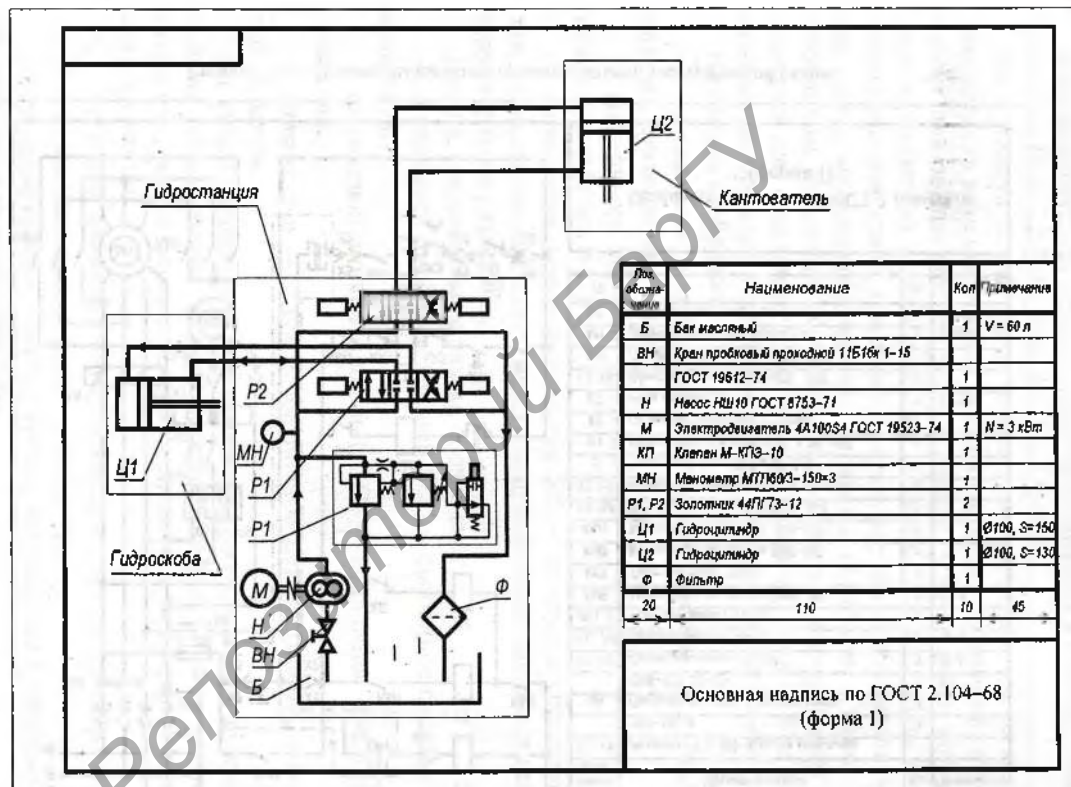 Ц2
Кантователь
Гидростанция
Р2
МН
Р1
Р1
Ц1
Гидроскоба
М
Н
ВН
Б
Ф
Поз. обозна-чение Наименование Кол Примечание
Б Бак масляный 1 V = 60 л
ВН Кран пробковый проходной 11Б1бк 1–15
ГОСТ 19612–74 1
Н Насос НШ10 ГОСТ 8753–71 1
М Электродвигатель 4А100S4 ГОСТ 19523–74 1 N = 3 кВт
КП Клапен М–КПЭ–10 1
МН Манометр МТП60/3–150×3 1
Р1, Р2 Золотник 44ПГ73–12 2
Ц1 Гидроцилиндр 1 Ø100, S=150
Ц2 Гидроцилиндр 1 Ø100, S=130
Ф Фильтр 1
20 110 10 45
Основная надпись по ГОСТ 2.104–68
(форма 1)
Репозиторий БарГУ